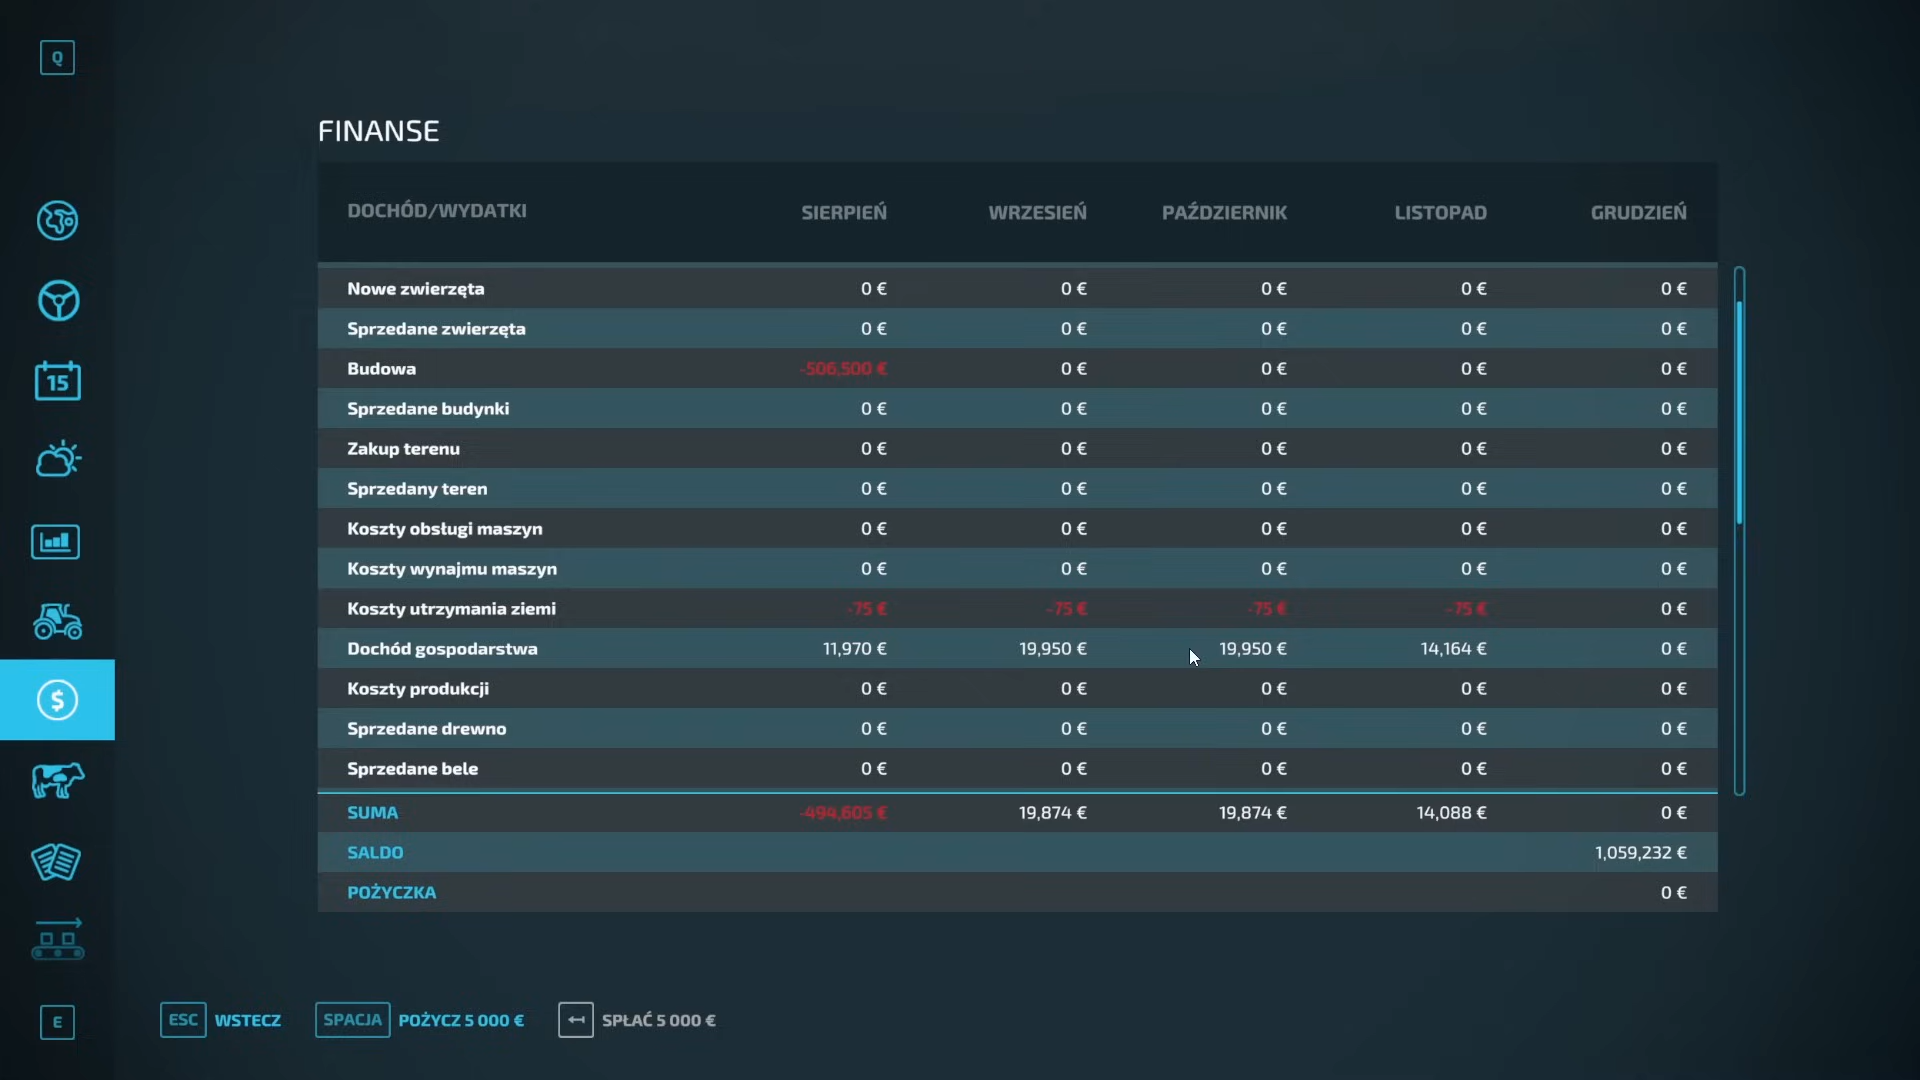 Q
FINANSE
DOCHÓD/WYDATKI SIERPIEŃ WRZESIEŃ PAŹDZIERNIK LISTOPAD GRUDZIEŃ
Nowe zwierzęta 0 € 0 € 0 € 0 € 0 €
Sprzedane zwierzęta 0 € 0 € 0 € 0 € 0 €
Budowa -506,500 € 0 € 0 € 0 € 0 €
15
Sprzedane budynki 0 € 0 € 0 € 0 € 0 €
Zakup terenu 0 € 0 € 0 € 0 € 0 €
Sprzedany teren 0 € 0 € 0 € 0 € 0 €
Koszty obsługi maszyn 0 € 0 € 0 € 0 € 0 €
Koszty wynajmu maszyn 0 € 0 € 0 € 0 € 0 €
Koszty utrzymania ziemi -75 € -75 € -75 € -75 € 0 €
Dochód gospodarstwa 11,970 € 19,950 € 19,950 € 14,164 € 0 €
Koszty produkcji 0 € 0 € 0 € 0 € 0 €
$
Sprzedane drewno 0 € 0 € 0 € 0 € 0 €
Sprzedane bele 0 € 0 € 0 € 0 € 0 €
SUMA -494,605 € 19,874 € 19,874 € 14,088 € 0 €
SALDO 1,059,232 €
POŻYCZKA 0 €
E
ESC WSTECZ SPACJA POŻYCZ 5 000 € SPŁAĆ 5 000 €